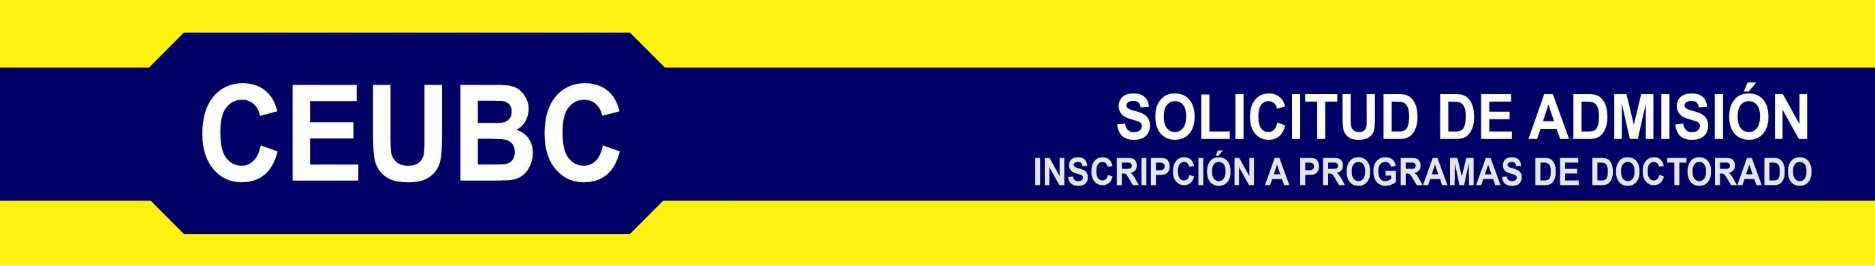 CEUBC
SOLICITUD DE ADMISIÓN
INSCRIPCIÓN A PROGRAMAS DE DOCTORADO